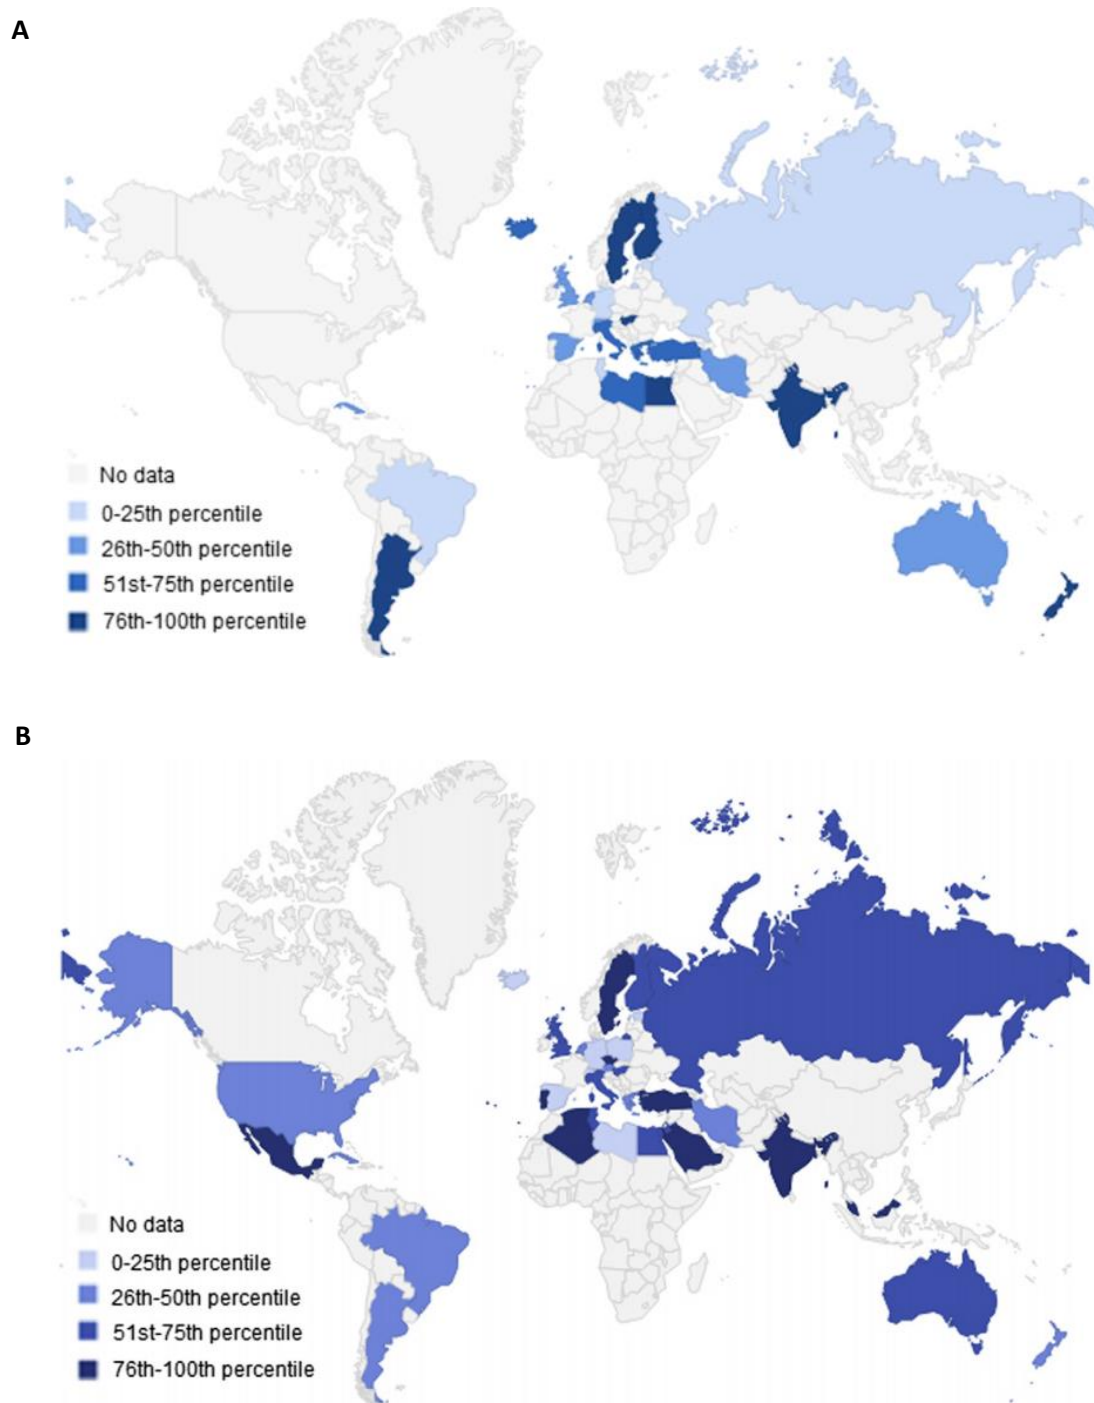 A
No data
0-25th percentile
26th-50th percentile
51st-75th percentile
76th-100th percentile
B
No data
0-25th percentile
26th-50th percentile
51st-75th percentile
76th-100th percentile